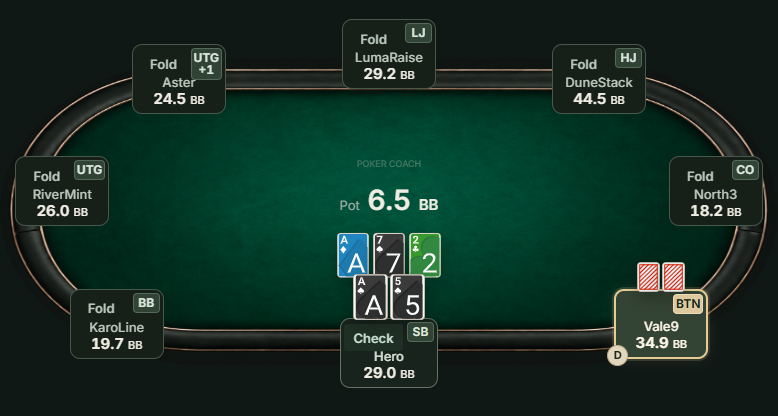 Fold LJ
LumaRaise
29.2 BB
Fold UTG
+1
Aster
24.5 BB
Fold HJ
DuneStack
44.5 BB
Fold UTG
RiverMint
26.0 BB
POKER COACH
Pot 6.5 BB
Fold CO
North3
18.2 BB
A 7 2
A 7 2
A 5
A 5
Fold BB
KaroLine
19.7 BB
Check SB
Hero
29.0 BB
BTN
Vale9
34.9 BB
D